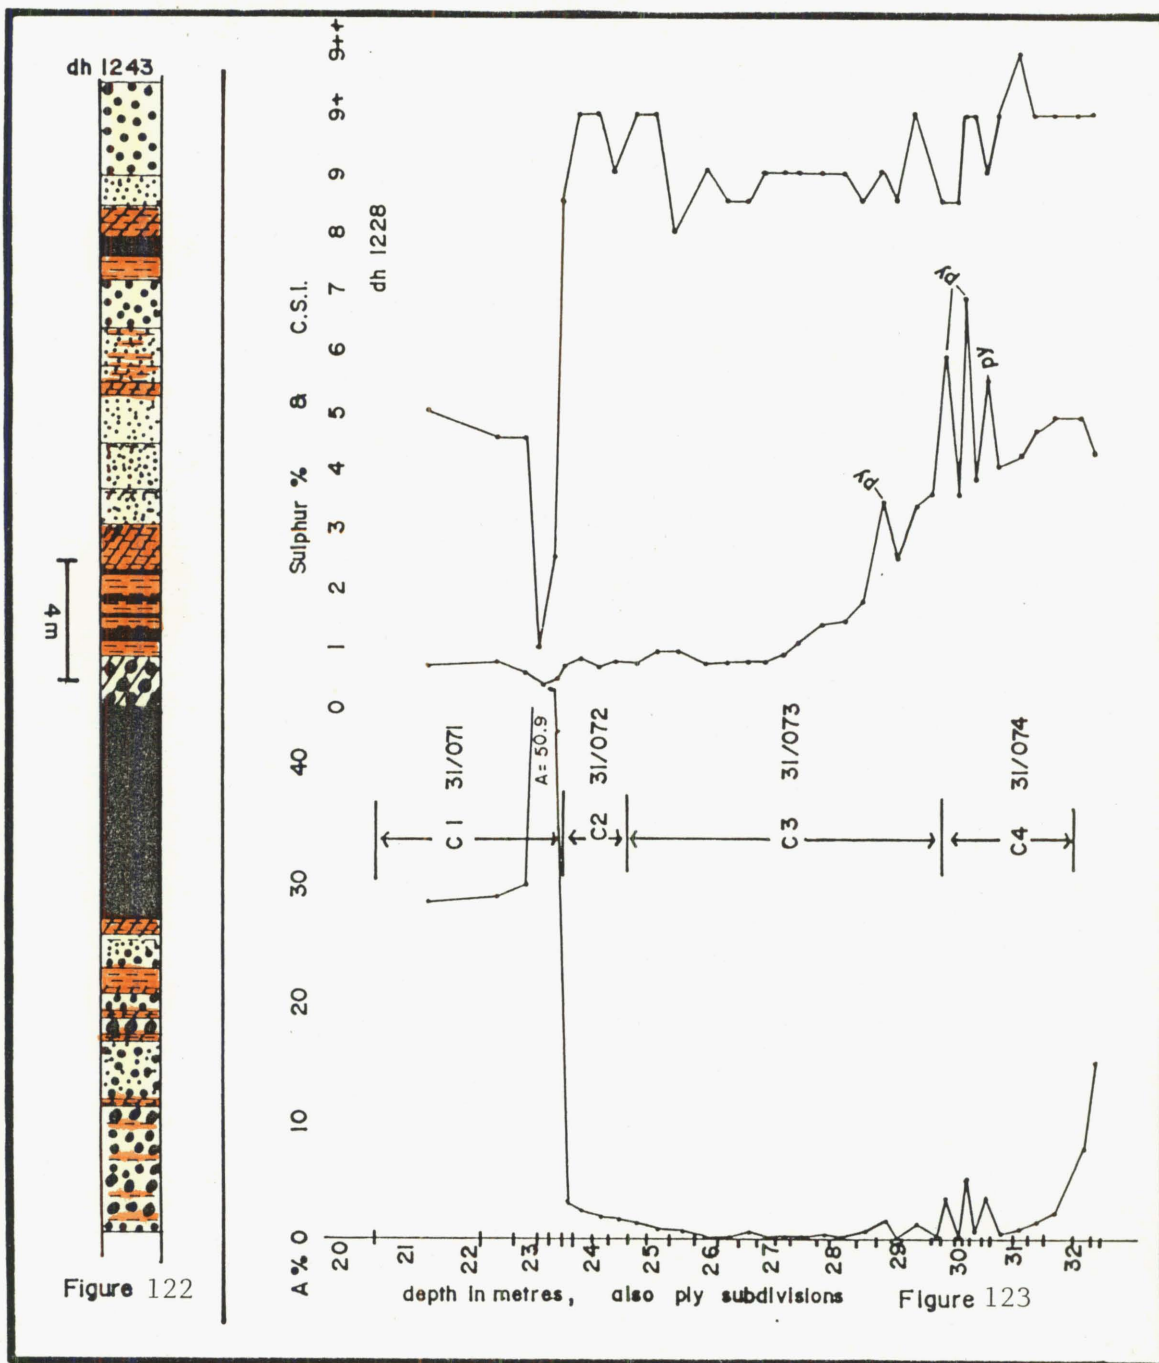 dh 1243
4m
Figure 122
9++
9+
9
8
7
6
5
4
3
2
1
0
Sulphur % & C.S.I.
dh 1228
py
py
py
40
30
20
10
0
A %
A = 50.9
C 1 31/071
C2 31/072
C 3 31/073
C4 31/074
20 21 22 23 24 25 26 27 28 29 30 31 32
depth in metres, also ply subdivisions
Figure 123